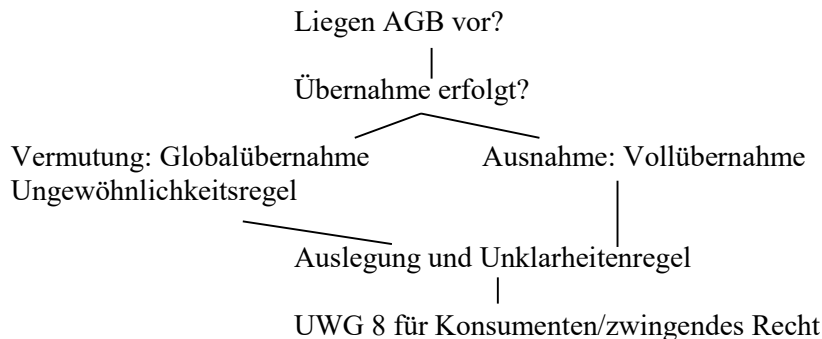 Liegen AGB vor?
Übernahme erfolgt?
Vermutung: Globalübernahme
Ungewöhnlichkeitsregel
Ausnahme: Vollübernahme
Auslegung und Unklarheitenregel
UWG 8 für Konsumenten/zwingendes Recht